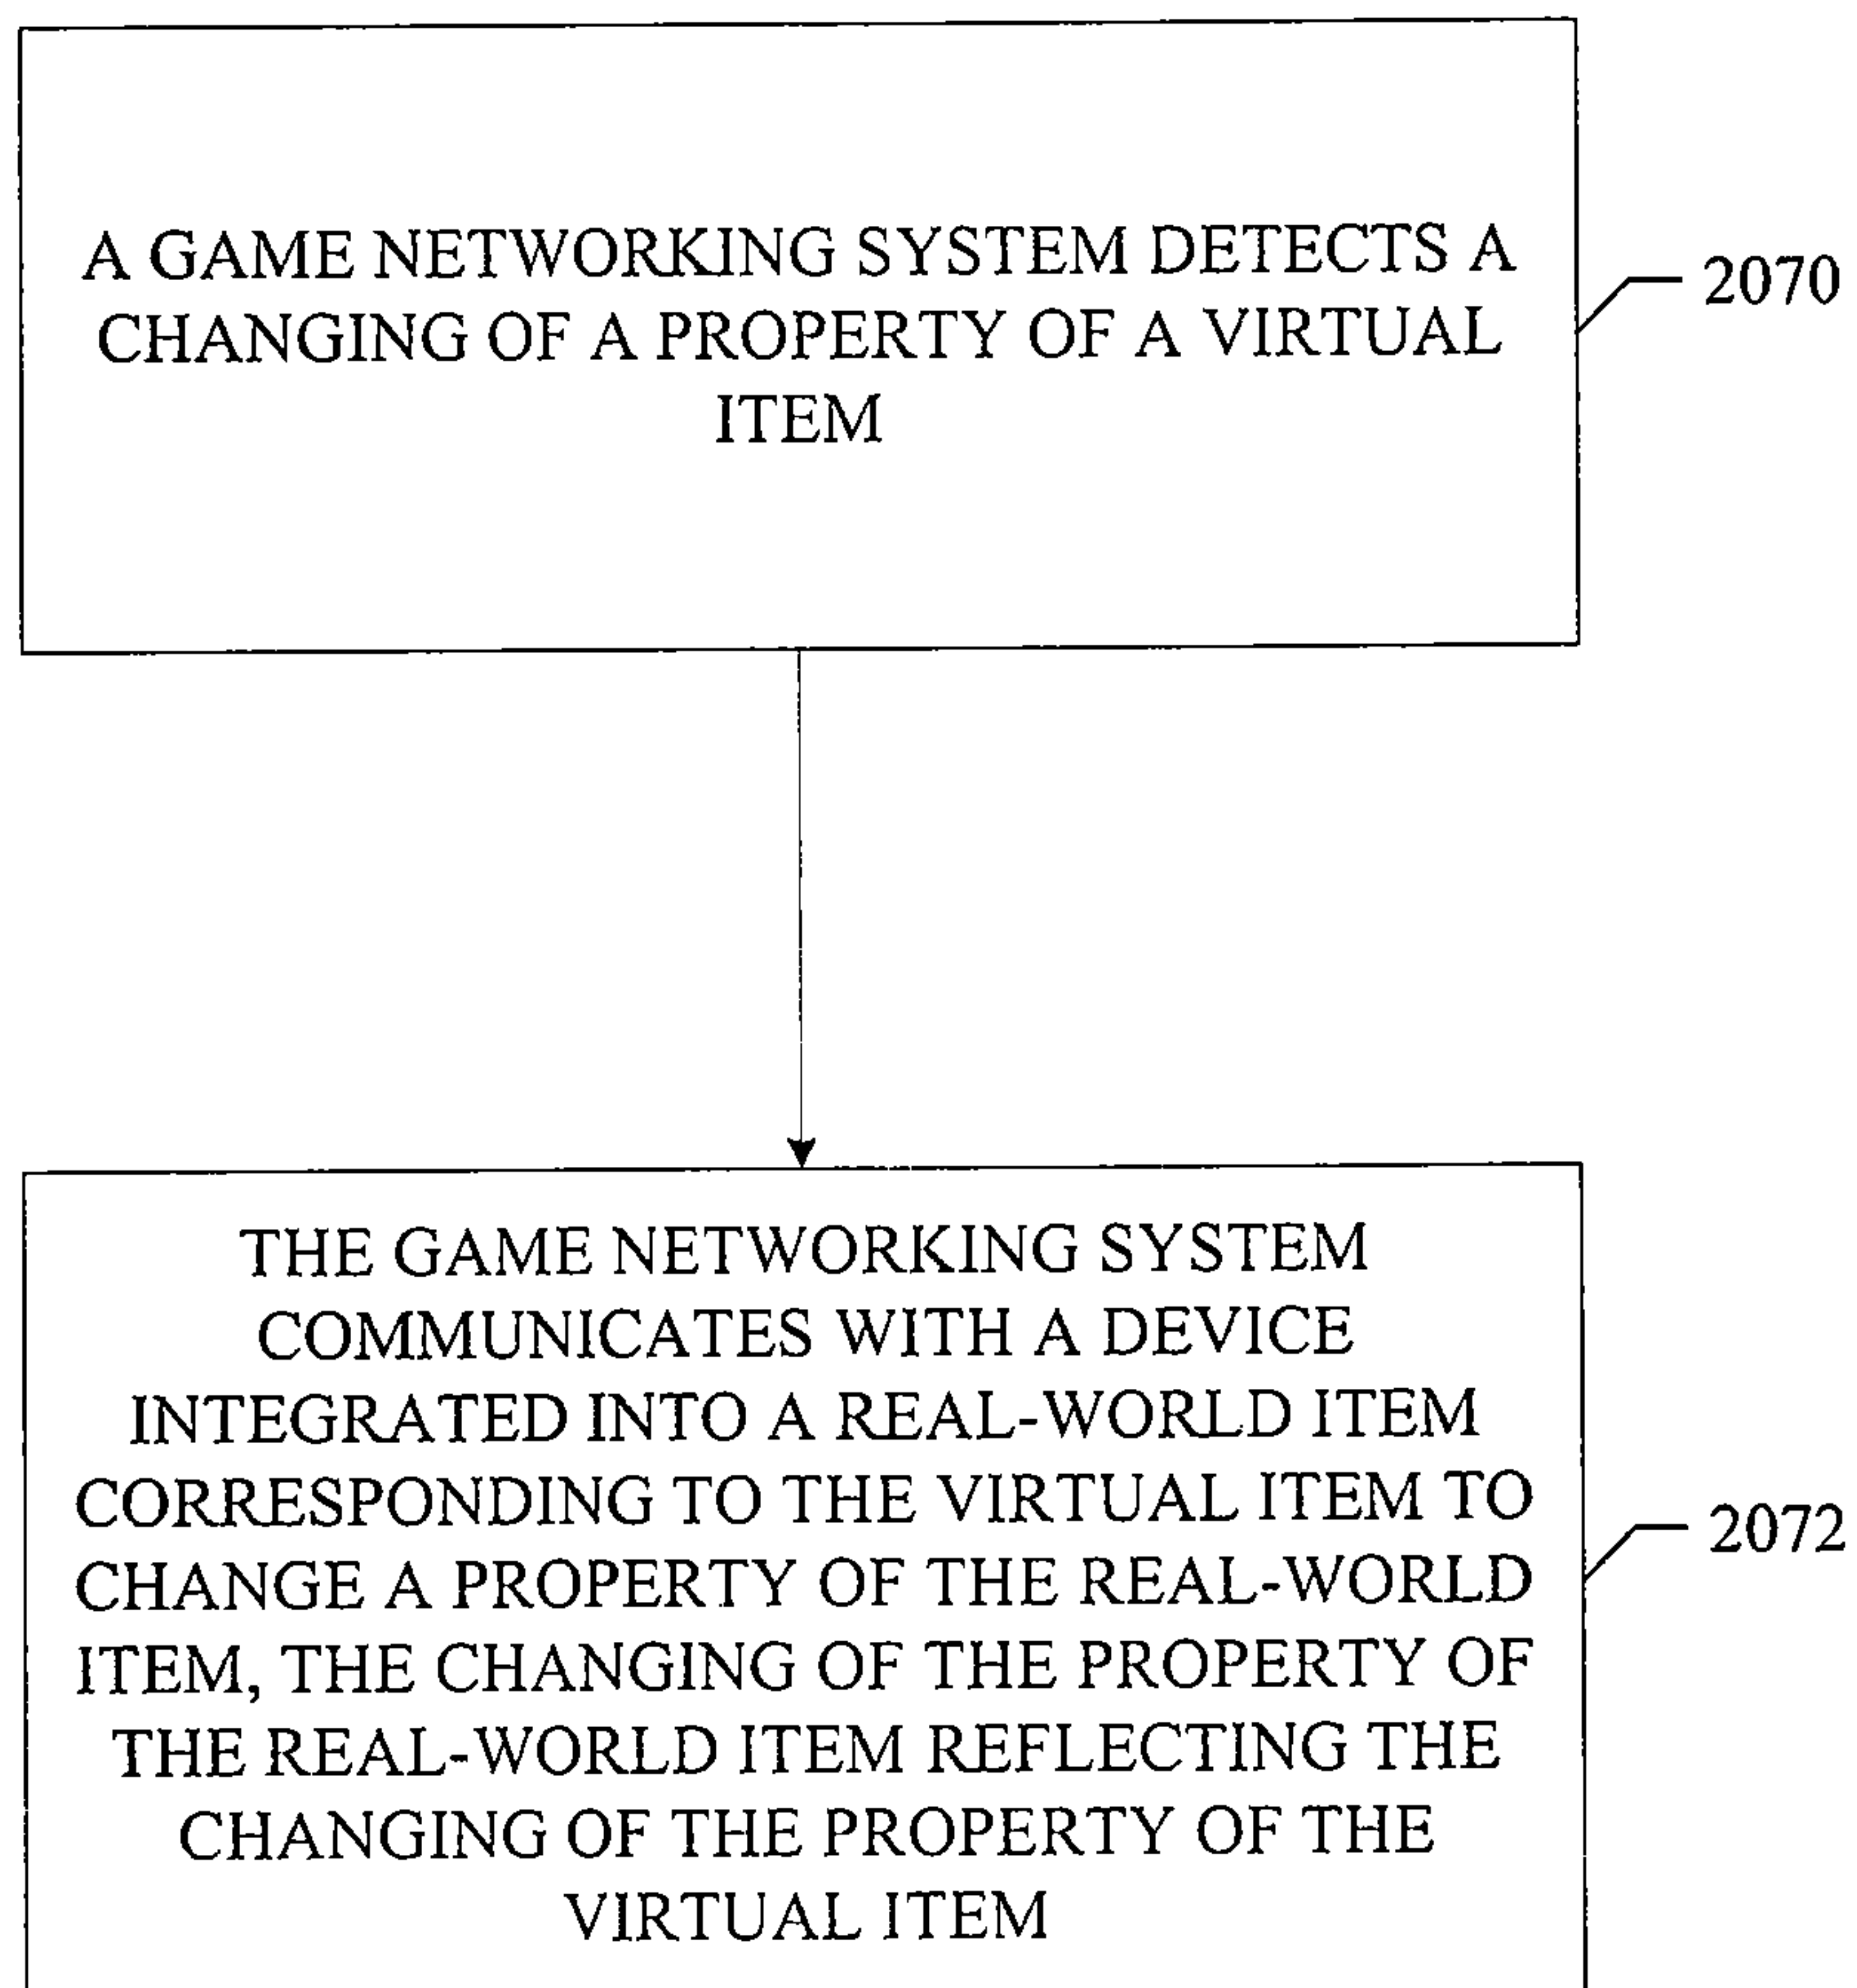 A GAME NETWORKING SYSTEM DETECTS A
CHANGING OF A PROPERTY OF A VIRTUAL
ITEM
2070
THE GAME NETWORKING SYSTEM
COMMUNICATES WITH A DEVICE
INTEGRATED INTO A REAL-WORLD ITEM
CORRESPONDING TO THE VIRTUAL ITEM TO
CHANGE A PROPERTY OF THE REAL-WORLD
ITEM, THE CHANGING OF THE PROPERTY OF
THE REAL-WORLD ITEM REFLECTING THE
CHANGING OF THE PROPERTY OF THE
VIRTUAL ITEM
2072